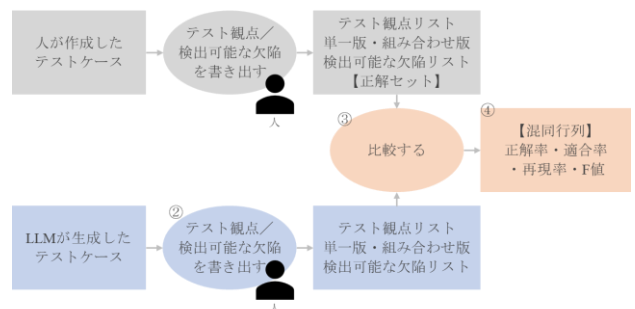 人が作成した
テストケース
テスト観点／
検出可能な欠陥
を書き出す
人
テスト観点リスト
単一版・組み合わせ版
検出可能な欠陥リスト
【正解セット】
③
比較する
④
【混同行列】
正解率・適合率
・再現率・F値
LLMが生成した
テストケース
②
テスト観点／
検出可能な欠陥
を書き出す
テスト観点リスト
単一版・組み合わせ版
検出可能な欠陥リスト